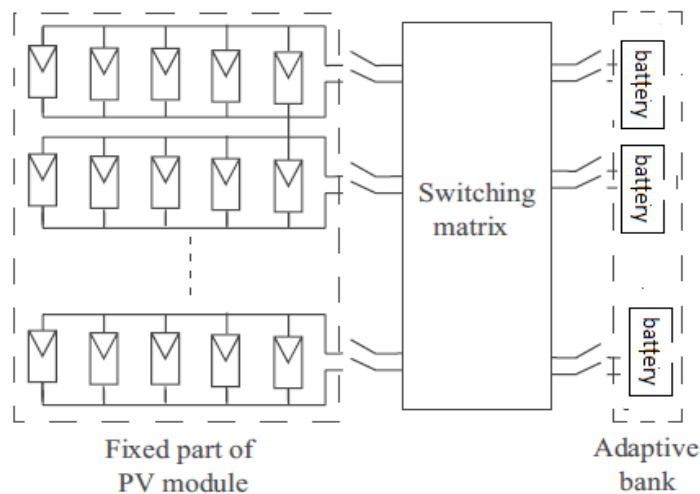 battery
battery
Switching
matrix
battery
Fixed part of
PV module
Adaptive
bank